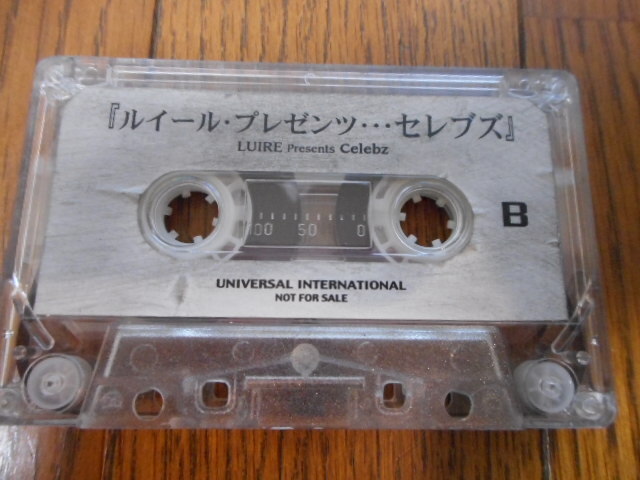 『ルイール・プレゼンツ･･･セレブズ』
LUIRE Presents Celebz
B
100 50 0
UNIVERSAL INTERNATIONAL
NOT FOR SALE